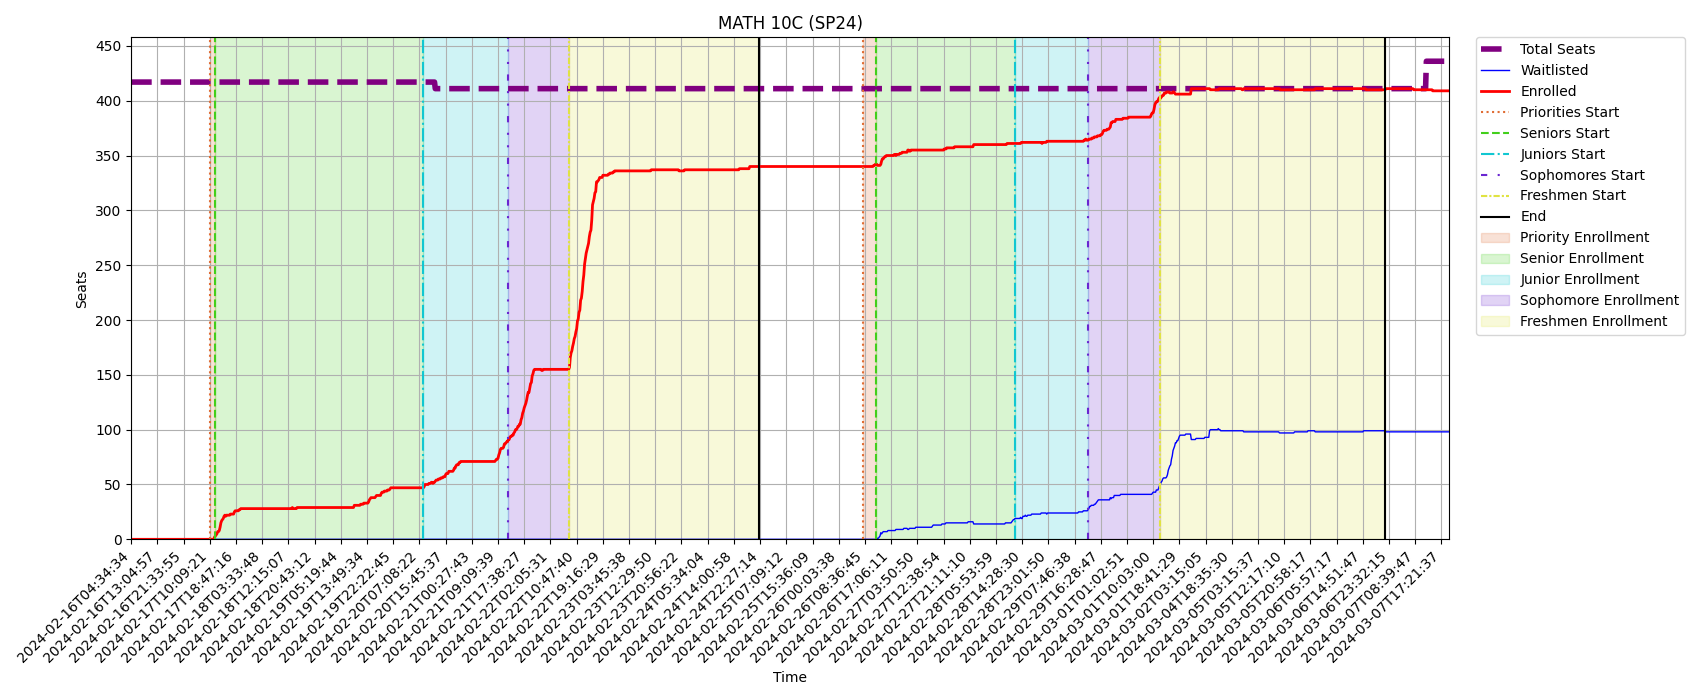 MATH 10C (SP24)
Seats
450
400
350
300
250
200
150
100
50
0
2024-02-16T04:34:34
2024-02-16T13:04:57
2024-02-16T21:33:55
2024-02-17T10:09:21
2024-02-17T18:47:16
2024-02-18T03:33:48
2024-02-18T12:15:07
2024-02-18T20:43:12
2024-02-19T05:19:44
2024-02-19T13:49:34
2024-02-19T22:22:45
2024-02-20T07:08:22
2024-02-20T15:45:37
2024-02-21T00:27:43
2024-02-21T09:09:39
2024-02-21T17:38:27
2024-02-22T02:05:31
2024-02-22T10:47:40
2024-02-22T19:16:29
2024-02-23T03:45:38
2024-02-23T12:29:50
2024-02-23T20:56:22
2024-02-24T05:34:04
2024-02-24T14:00:58
2024-02-24T22:27:14
2024-02-25T07:09:12
2024-02-25T15:36:09
2024-02-26T00:03:38
2024-02-26T08:36:45
2024-02-26T17:06:11
2024-02-27T03:50:50
2024-02-27T12:38:54
2024-02-27T21:11:10
2024-02-28T05:53:59
2024-02-28T14:28:30
2024-02-28T23:01:50
2024-02-29T07:46:38
2024-02-29T16:28:47
2024-03-01T01:02:51
2024-03-01T10:03:00
2024-03-01T18:41:29
2024-03-02T03:15:05
2024-03-04T18:35:30
2024-03-05T03:15:37
2024-03-05T12:17:10
2024-03-05T20:58:17
2024-03-06T05:57:17
2024-03-06T14:51:47
2024-03-06T23:32:15
2024-03-07T08:39:47
2024-03-07T17:21:37
Time
Total Seats
Waitlisted
Enrolled
Priorities Start
Seniors Start
Juniors Start
Sophomores Start
Freshmen Start
End
Priority Enrollment
Senior Enrollment
Junior Enrollment
Sophomore Enrollment
Freshmen Enrollment